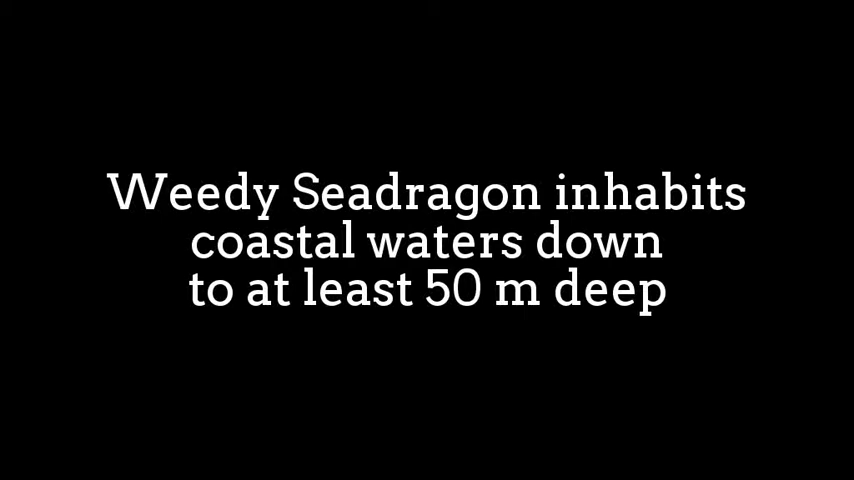 Weedy Seadragon inhabits
coastal waters down
to at least 50 m deep